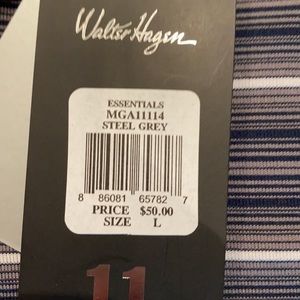 Walter Hagen
ESSENTIALS
MGA11114
STEEL GREY
8 86081 65782 7
PRICE $50.00
SIZE L
11